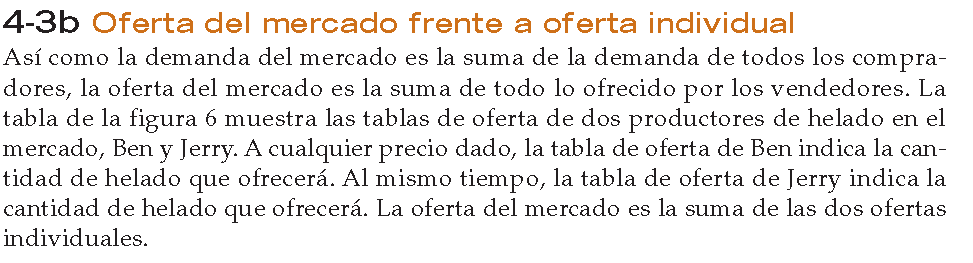 4-3b Oferta del mercado frente a oferta individual
Así como la demanda del mercado es la suma de la demanda de todos los compra-
dores, la oferta del mercado es la suma de todo lo ofrecido por los vendedores. La
tabla de la figura 6 muestra las tablas de oferta de dos productores de helado en el
mercado, Ben y Jerry. A cualquier precio dado, la tabla de oferta de Ben indica la can-
tidad de helado que ofrecerá. Al mismo tiempo, la tabla de oferta de Jerry indica la
cantidad de helado que ofrecerá. La oferta del mercado es la suma de las dos ofertas
individuales.